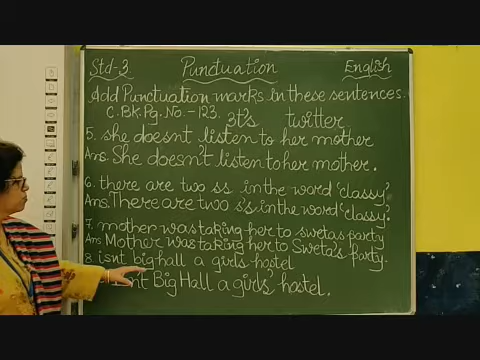 Std-3 Punctuation English
Add Punctuation marks in these sentences.
C.Bk.Pg.No.-123. 3t's twitter
5. she doesnt listen to her mother
Ans. She doesn't listen to her mother.
6. there are two ss in the word 'classy'
Ans. There are two s's in the word 'classy'.
7. mother was taking her to swetas party
Ans Mother was taking her to Sweta's party.
8. isnt big hall a girls hostel
nt Big Hall a girls' hostel.